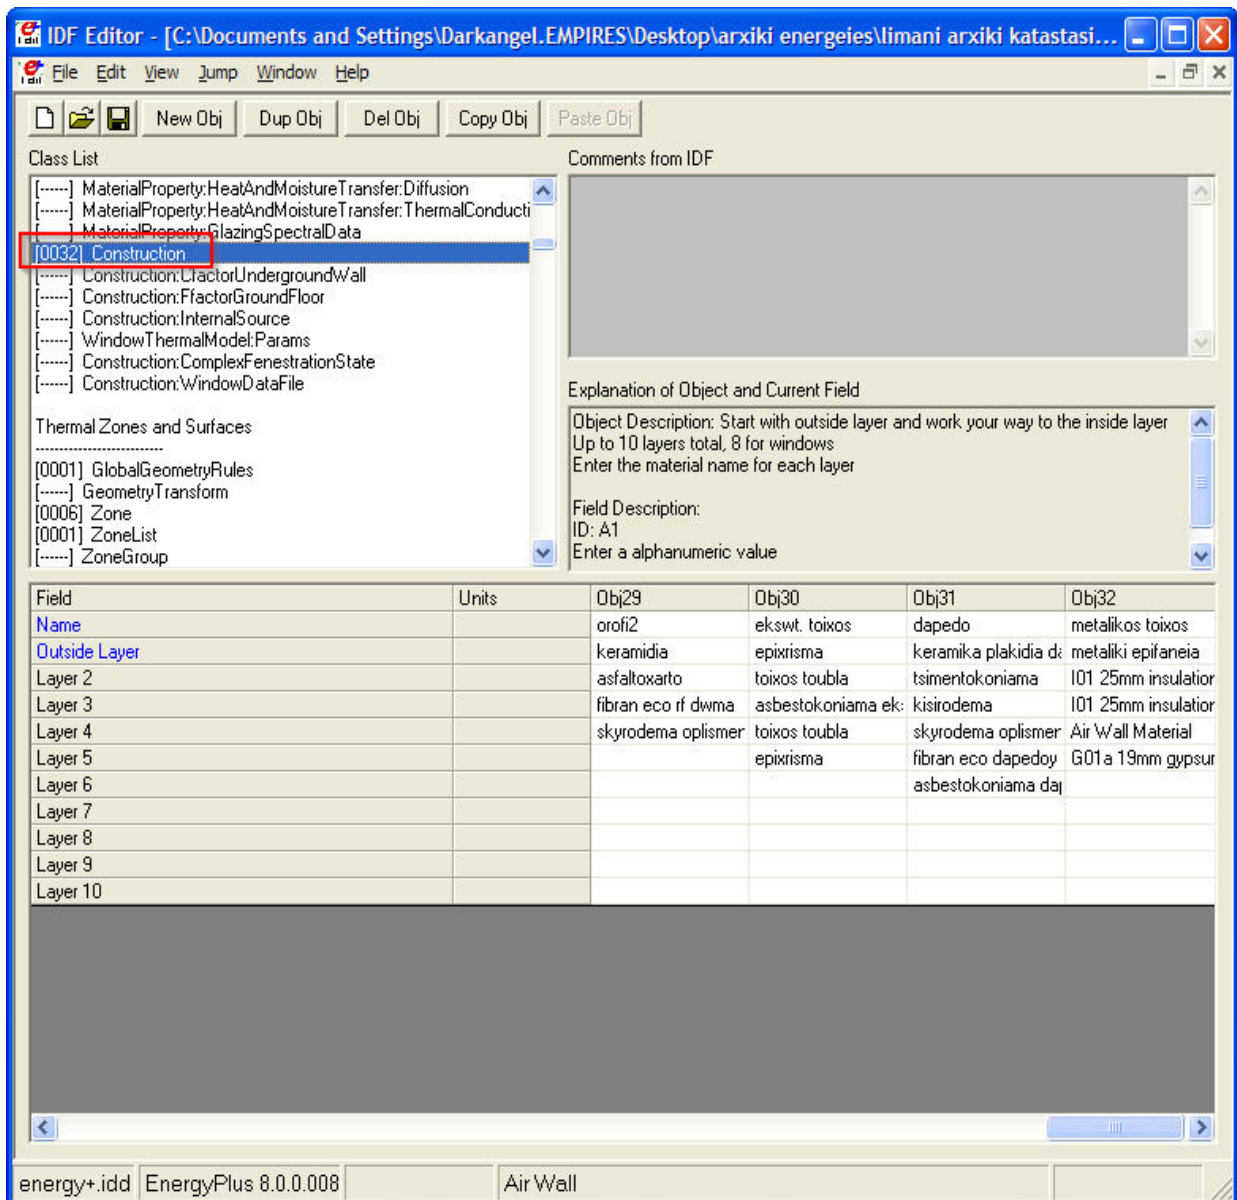 IDF Editor - [C:\Documents and Settings\Darkangel.EMPIRES\Desktop\arxiki energeies\limani arxiki katastasi...
File Edit View Jump Window Help
New Obj Dup Obj Del Obj Copy Obj Paste Obj
Class List
[------] MaterialProperty:HeatAndMoistureTransfer:Diffusion
[------] MaterialProperty:HeatAndMoistureTransfer:ThermalConducti
[------] MaterialProperty:GlazingSpectralData
[0032] Construction
[------] Construction:CfactorUndergroundWall
[------] Construction:FfactorGroundFloor
[------] Construction:InternalSource
[------] WindowThermalModel:Params
[------] Construction:ComplexFenestrationState
[------] Construction:WindowDataFile
Thermal Zones and Surfaces
--------------------------
[0001] GlobalGeometryRules
[------] GeometryTransform
[0006] Zone
[0001] ZoneList
[------] ZoneGroup
Comments from IDF
Explanation of Object and Current Field
Object Description: Start with outside layer and work your way to the inside layer
Up to 10 layers total, 8 for windows
Enter the material name for each layer
Field Description:
ID: A1
Enter a alphanumeric value
Field Units Obj29 Obj30 Obj31 Obj32
Name orofi2 ekswt. toixos dapedo metalikos toixos
Outside Layer keramidia epixrisma keramika plakidia da metaliki epifaneia
Layer 2 asfaltoxarto toixos toubla tsimentokoniama I01 25mm insulation
Layer 3 fibran eco rf dwma asbestokoniama eks kisirodema I01 25mm insulation
Layer 4 skyrodema oplismer toixos toubla skyrodema oplismer Air Wall Material
Layer 5 epixrisma fibran eco dapedoy G01a 19mm gypsur
Layer 6 asbestokoniama dap
Layer 7
Layer 8
Layer 9
Layer 10
energy+.idd EnergyPlus 8.0.0.008 Air Wall